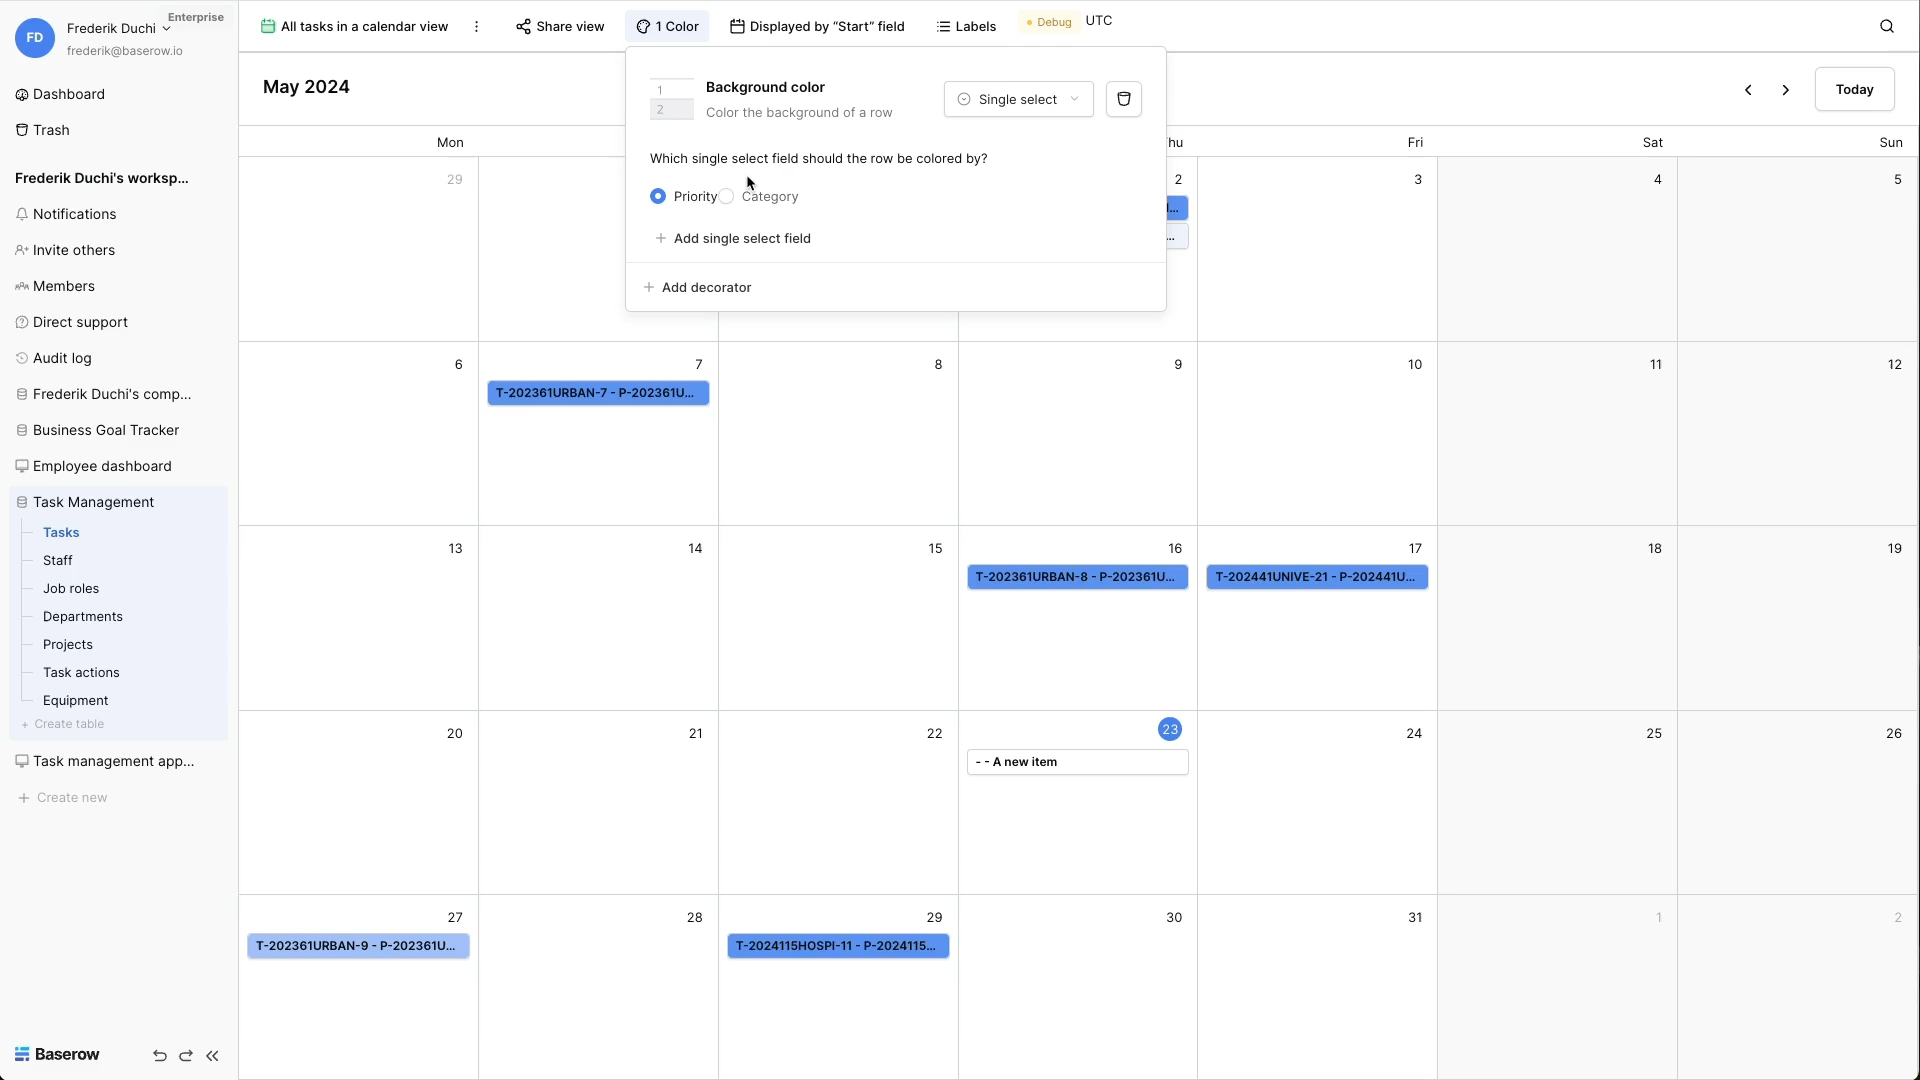 Enterprise
FD
Frederik Duchi
frederik@baserow.io
Dashboard
Trash
Frederik Duchi's worksp...
Notifications
Invite others
Members
Direct support
Audit log
Frederik Duchi's comp...
Business Goal Tracker
Employee dashboard
Task Management
Tasks
Staff
Job roles
Departments
Projects
Task actions
Equipment
+ Create table
Task management app...
+ Create new
Baserow
All tasks in a calendar view
Share view
1 Color
Displayed by “Start” field
Labels
Debug
UTC
May 2024
Today
Background color
Color the background of a row
1
2
Single select
Which single select field should the row be colored by?
Priority Category
+ Add single select field
+ Add decorator
Mon
hu
Fri
Sat
Sun
29
2
...
...
3
4
5
6
7
T-202361URBAN-7 - P-202361U...
8
9
10
11
12
13
14
15
16
T-202361URBAN-8 - P-202361U...
17
T-202441UNIVE-21 - P-202441U...
18
19
20
21
22
23
- - A new item
24
25
26
27
T-202361URBAN-9 - P-202361U...
28
29
T-2024115HOSPI-11 - P-2024115...
30
31
1
2